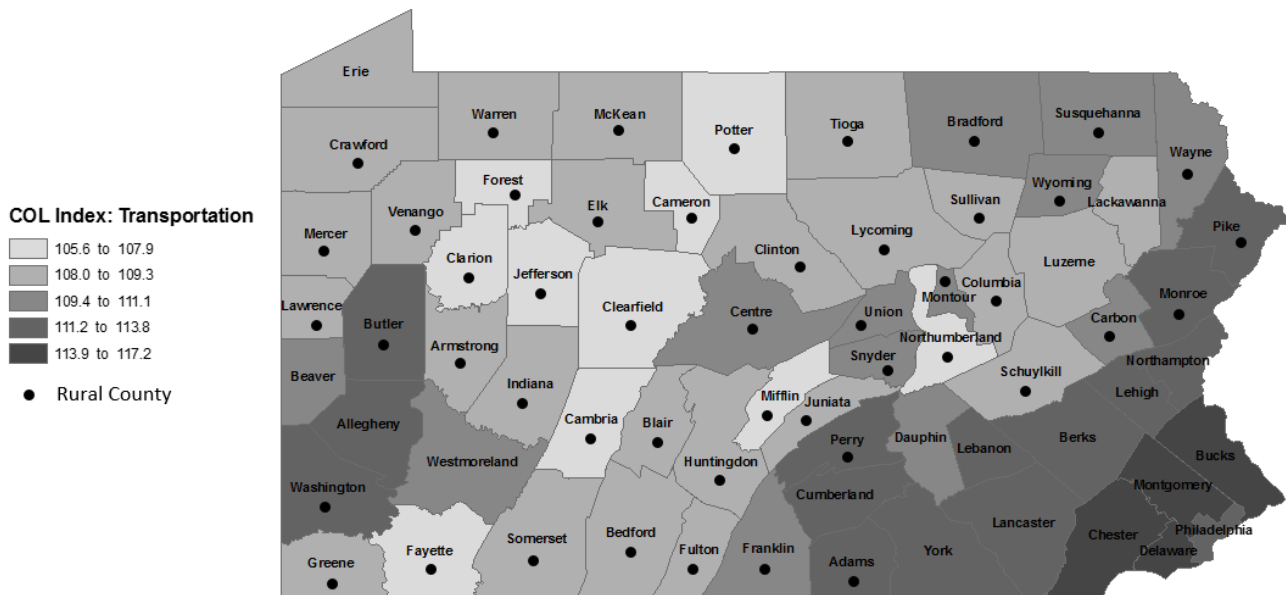 COL Index: Transportation
105.6 to 107.9
108.0 to 109.3
109.4 to 111.1
111.2 to 113.8
113.9 to 117.2
Rural County
Erie
Warren
McKean
Potter
Tioga
Bradford
Susquehanna
Crawford
Wayne
Forest
Wyoming
Venango
Elk
Cameron
Sullivan
Lackawanna
Mercer
Clinton
Lycoming
Pike
Clarion
Jefferson
Luzerne
Columbia
Lawrence
Clearfield
Montour
Monroe
Butler
Centre
Union
Carbon
Armstrong
Northumberland
Snyder
Northampton
Beaver
Indiana
Schuylkill
Mifflin
Lehigh
Juniata
Cambria
Blair
Allegheny
Perry
Dauphin
Berks
Lebanon
Westmoreland
Huntingdon
Bucks
Washington
Cumberland
Montgomery
Lancaster
Philadelphia
Bedford
Somerset
Chester
Fayette
Fulton
Franklin
Adams
York
Delaware
Greene